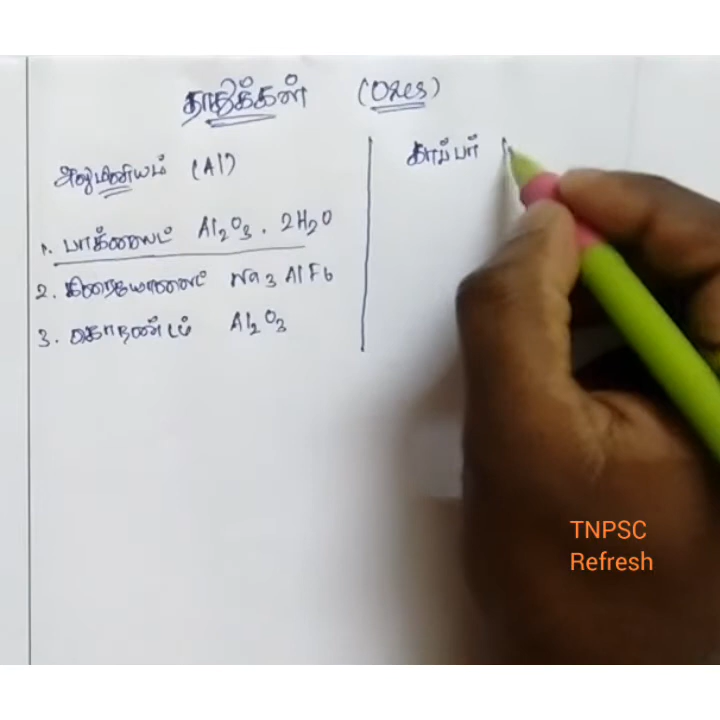 தாதுக்கள் (Ores)
அலுமினியம் (Al)
1. பாக்ஸைட் Al₂O₃ . 2H₂O
2. கிரையோலைட் Na₃AlF6
3. கொரண்டம் Al₂O₃
காப்பர் (
TNPSC
Refresh